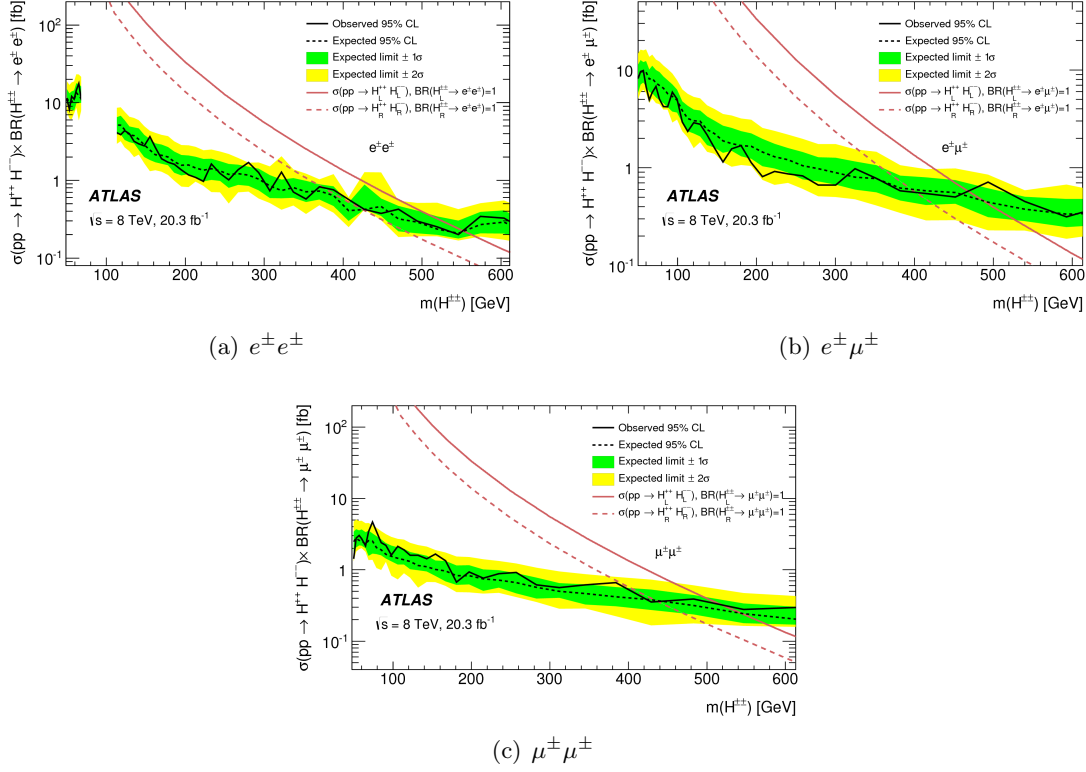 σ(pp → H±± H−−)× BR(H±± → e± e±) [fb]
10²
10
1
10⁻¹
Observed 95% CL
Expected 95% CL
Expected limit ± 1σ
Expected limit ± 2σ
σ(pp → H_L^{++} H_L^{−−}), BR(H_L^{±±} → e±e±)=1
σ(pp → H_R^{++} H_R^{−−}), BR(H_R^{±±} → e±e±)=1
e±e±
ATLAS
√s = 8 TeV, 20.3 fb⁻¹
100 200 300 400 500 600
m(H±±) [GeV]
(a) e±e±
σ(pp → H++ H−−)× BR(H±± → e± μ±) [fb]
10
1
10⁻¹
Observed 95% CL
Expected 95% CL
Expected limit ± 1σ
Expected limit ± 2σ
σ(pp → H_L^{++} H_L^{−−}), BR(H_L^{±±} → e±μ±)=1
σ(pp → H_R^{++} H_R^{−−}), BR(H_R^{±±} → e±μ±)=1
e±μ±
ATLAS
√s = 8 TeV, 20.3 fb⁻¹
100 200 300 400 500 600
m(H±±) [GeV]
(b) e±μ±
σ(pp → H++ H−−)× BR(H±± → μ± μ±) [fb]
10²
10
1
10⁻¹
Observed 95% CL
Expected 95% CL
Expected limit ± 1σ
Expected limit ± 2σ
σ(pp → H_L^{++} H_L^{−−}), BR(H_L^{±±} → μ±μ±)=1
σ(pp → H_R^{++} H_R^{−−}), BR(H_R^{±±} → μ±μ±)=1
μ±μ±
ATLAS
√s = 8 TeV, 20.3 fb⁻¹
100 200 300 400 500 600
m(H±±) [GeV]
(c) μ±μ±